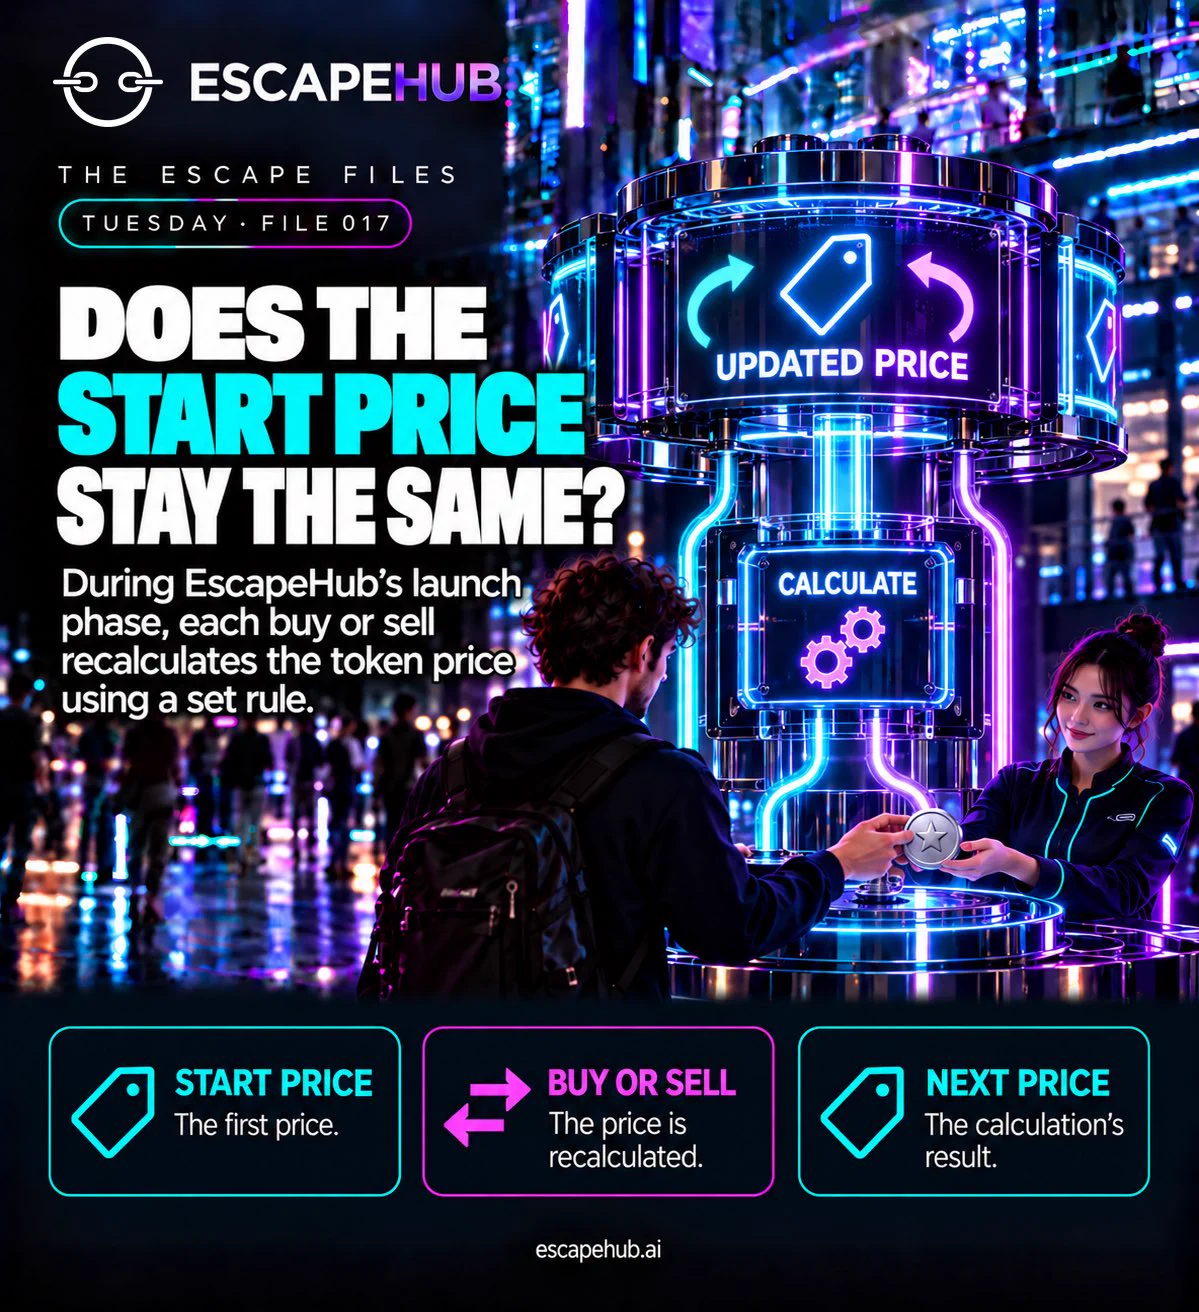 ESCAPEHUB
THE ESCAPE FILES
TUESDAY · FILE 017
DOES THE
START PRICE
STAY THE SAME?
During EscapeHub's launch
phase, each buy or sell
recalculates the token price
using a set rule.
UPDATED PRICE
CALCULATE
START PRICE
The first price.
BUY OR SELL
The price is
recalculated.
NEXT PRICE
The calculation's
result.
escapehub.ai